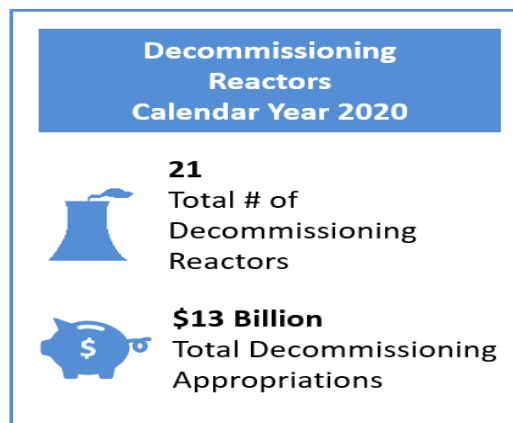 Decommissioning
Reactors
Calendar Year 2020
21
Total # of
Decommissioning
Reactors
$13 Billion
$
Total Decommissioning
Appropriations